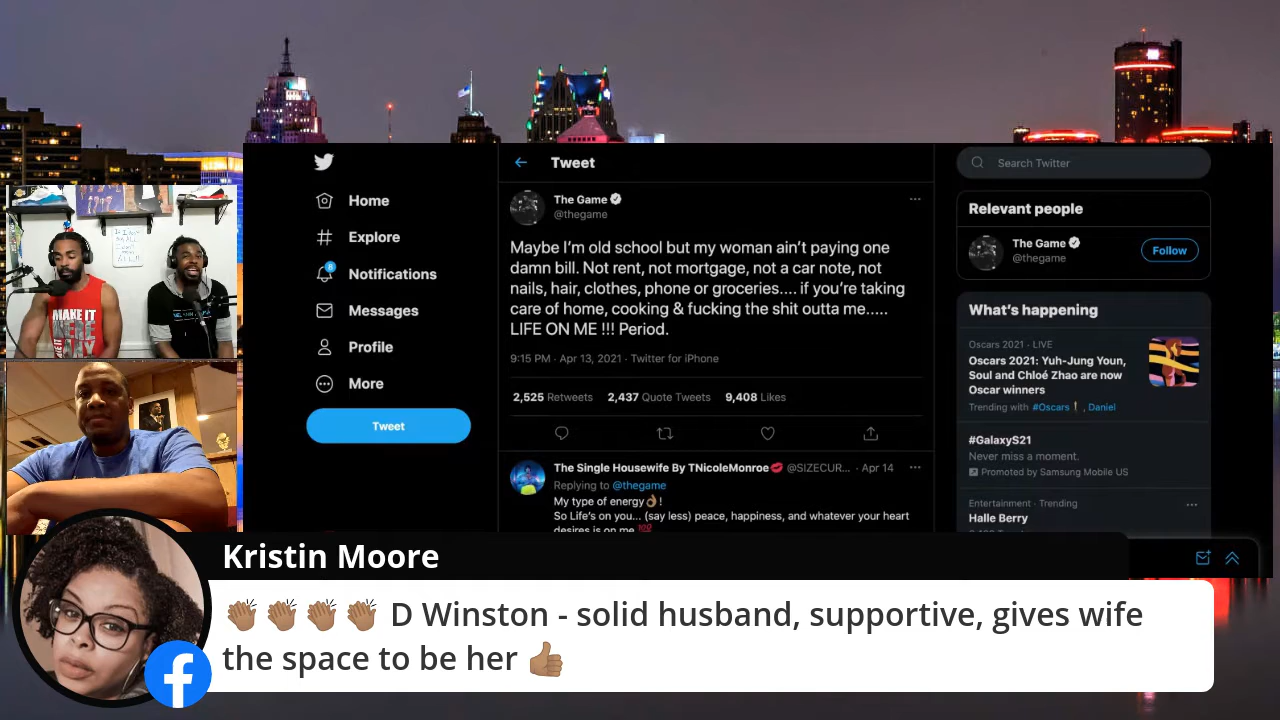 Home
Explore
8
Notifications
Messages
Profile
More
Tweet
Tweet
The Game
@thegame
Maybe I'm old school but my woman ain't paying one
damn bill. Not rent, not mortgage, not a car note, not
nails, hair, clothes, phone or groceries.... if you're taking
care of home, cooking & fucking the shit outta me.....
LIFE ON ME !!! Period.
9:15 PM · Apr 13, 2021 · Twitter for iPhone
2,525 Retweets 2,437 Quote Tweets 9,408 Likes
The Single Housewife By TNicoleMonroe💋 @SIZECUR... · Apr 14
Replying to @thegame
My type of energy👌🏾!
So Life's on you... (say less) peace, happiness, and whatever your heart
desires is on me 💯
Search Twitter
Relevant people
The Game
@thegame
Follow
What's happening
Oscars 2021 · LIVE
Oscars 2021: Yuh-Jung Youn,
Soul and Chloé Zhao are now
Oscar winners
Trending with #Oscars, Daniel
#GalaxyS21
Never miss a moment.
Promoted by Samsung Mobile US
Entertainment · Trending
Halle Berry
MAKE IT
Kristin Moore
👏🏽 👏🏽 👏🏽 👏🏽 D Winston - solid husband, supportive, gives wife
the space to be her 👍🏽